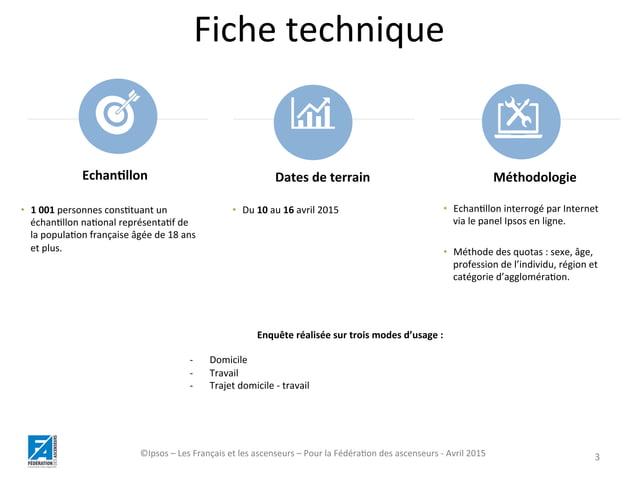 Fiche technique
Echantillon
• 1 001 personnes constituant un
échantillon national représentatif de
la population française âgée de 18 ans
et plus.
Dates de terrain
• Du 10 au 16 avril 2015
Méthodologie
• Echantillon interrogé par Internet
via le panel Ipsos en ligne.
• Méthode des quotas : sexe, âge,
profession de l’individu, région et
catégorie d’agglomération.
Enquête réalisée sur trois modes d’usage :
- Domicile
- Travail
- Trajet domicile - travail
FA
FÉDÉRATION
DES ASCENSEURS
©Ipsos – Les Français et les ascenseurs – Pour la Fédération des ascenseurs - Avril 2015
3